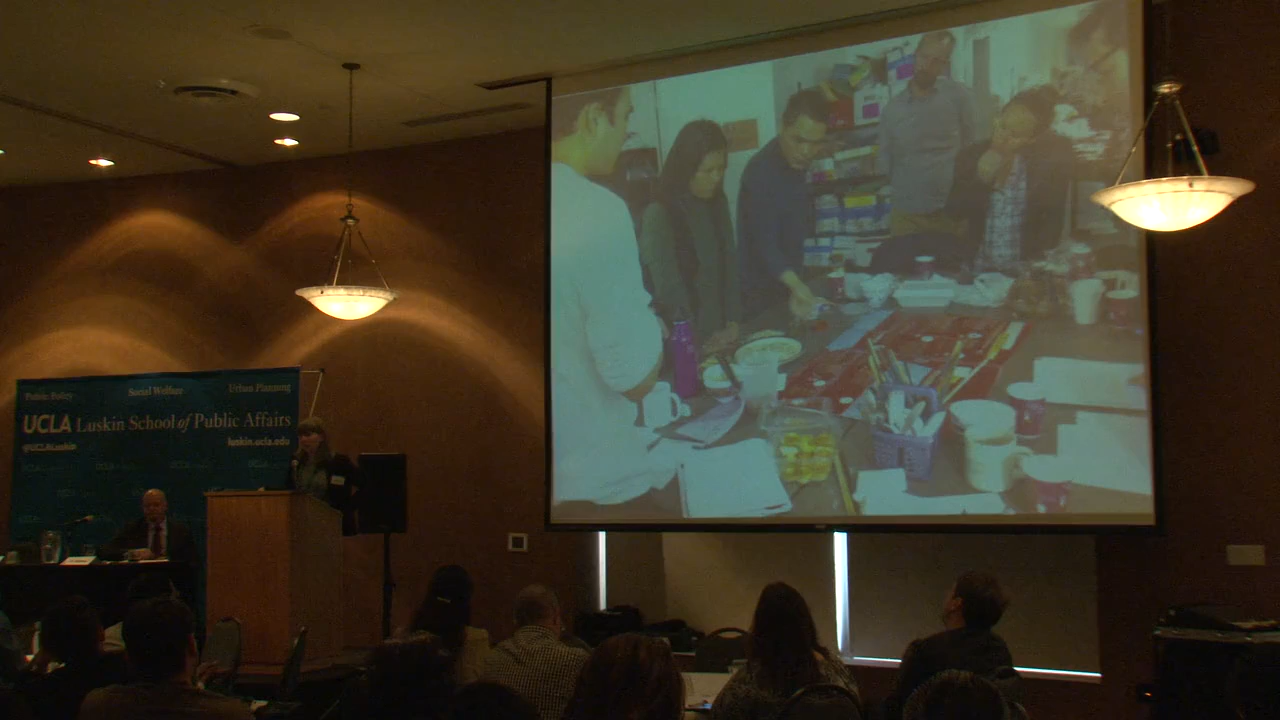 Public Policy
Social Welfare
Urban Planning
UCLA Luskin School of Public Affairs
@UCLALuskin
luskin.ucla.edu